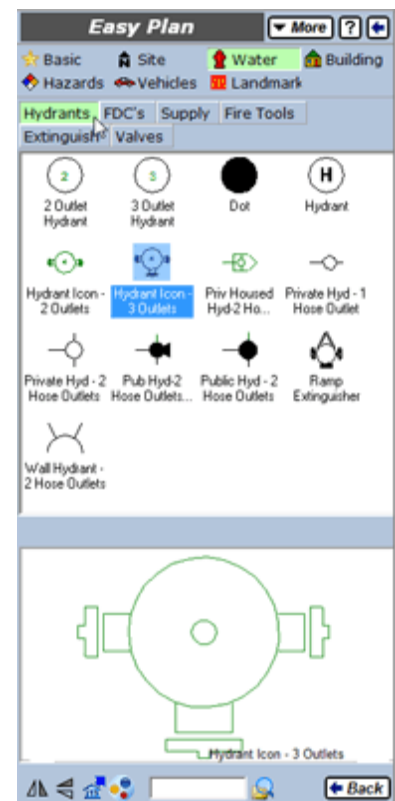 Easy Plan More ?
Basic Site Water Building
Hazards Vehicles Landmark
Hydrants FDC's Supply Fire Tools
Extinguish Valves
2 3 H
2 Outlet Hydrant
3 Outlet Hydrant
Dot
Hydrant
Hydrant Icon - 2 Outlets
Hydrant Icon - 3 Outlets
Priv Housed Hyd-2 Ho...
Private Hyd - 1 Hose Outlet
Private Hyd - 2 Hose Outlets
Pub Hyd-2 Hose Outlets...
Public Hyd - 2 Hose Outlets
Ramp Extinguisher
Wall Hydrant - 2 Hose Outlets
Hydrant Icon - 3 Outlets
Back